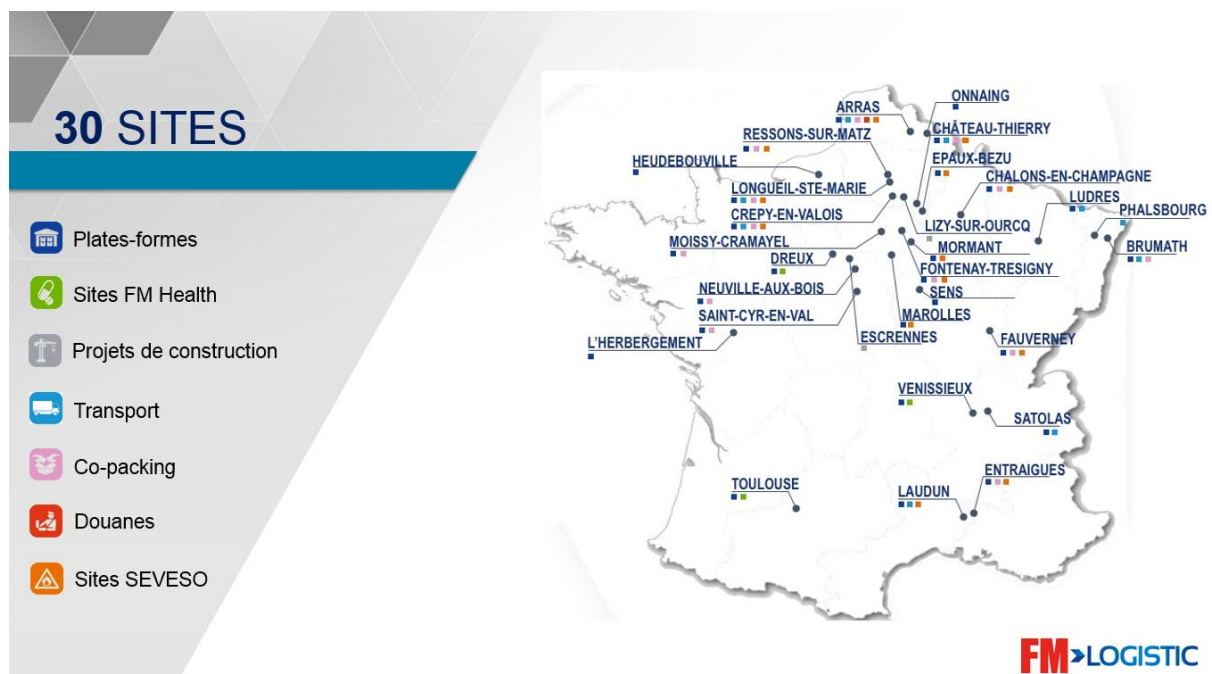 30 SITES
Plates-formes
Sites FM Health
Projets de construction
Transport
Co-packing
Douanes
Sites SEVESO
ONNAING
ARRAS
CHÂTEAU-THIERRY
RESSONS-SUR-MATZ
EPAUX-BEZU
HEUDEBOUVILLE
CHALONS-EN-CHAMPAGNE
LONGUEIL-STE-MARIE
LUDRES
CREPY-EN-VALOIS
PHALSBOURG
LIZY-SUR-OURCQ
MOISSY-CRAMAYEL
MORMANT
BRUMATH
DREUX
FONTENAY-TRESIGNY
NEUVILLE-AUX-BOIS
SENS
SAINT-CYR-EN-VAL
MAROLLES
L'HERBERGEMENT
ESCRENNES
FAUVERNEY
VENISSIEUX
SATOLAS
ENTRAIGUES
TOULOUSE
LAUDUN
FM LOGISTIC